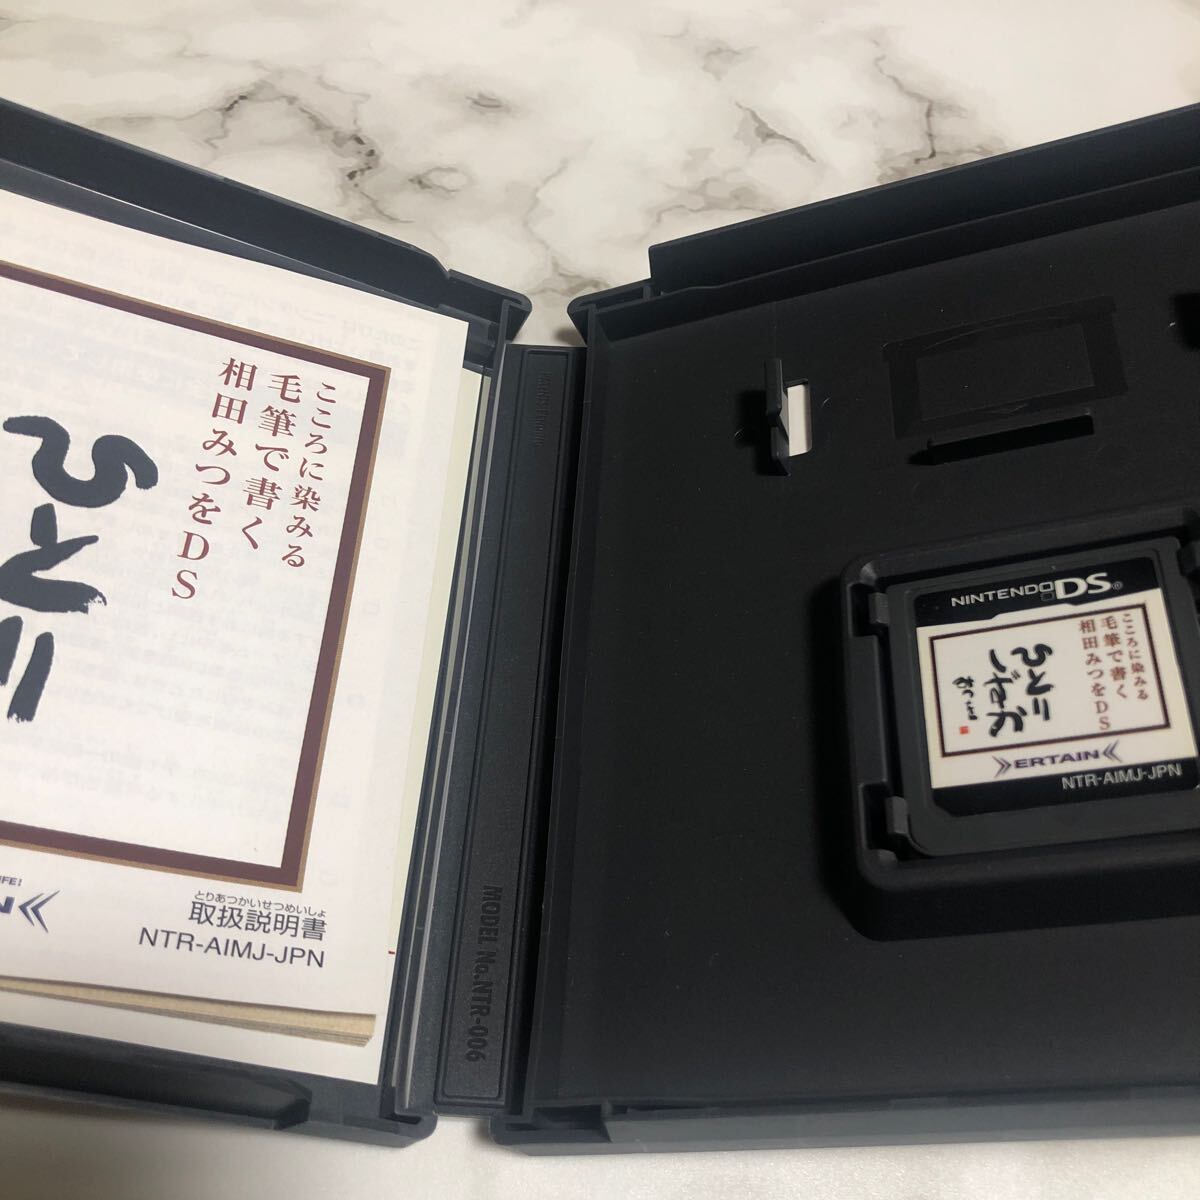 こころに染みる
毛筆で書く
相田みつをDS
ひとり
IFE!
N
とりあつかいせつめいしょ
取扱説明書
NTR-AIMJ-JPN
MODEL No.NTR-006
NINTENDO DS
こころに染みる
毛筆で書く
相田みつをDS
ひとり
しずか
みつを
ERTAIN
NTR-AIMJ-JPN